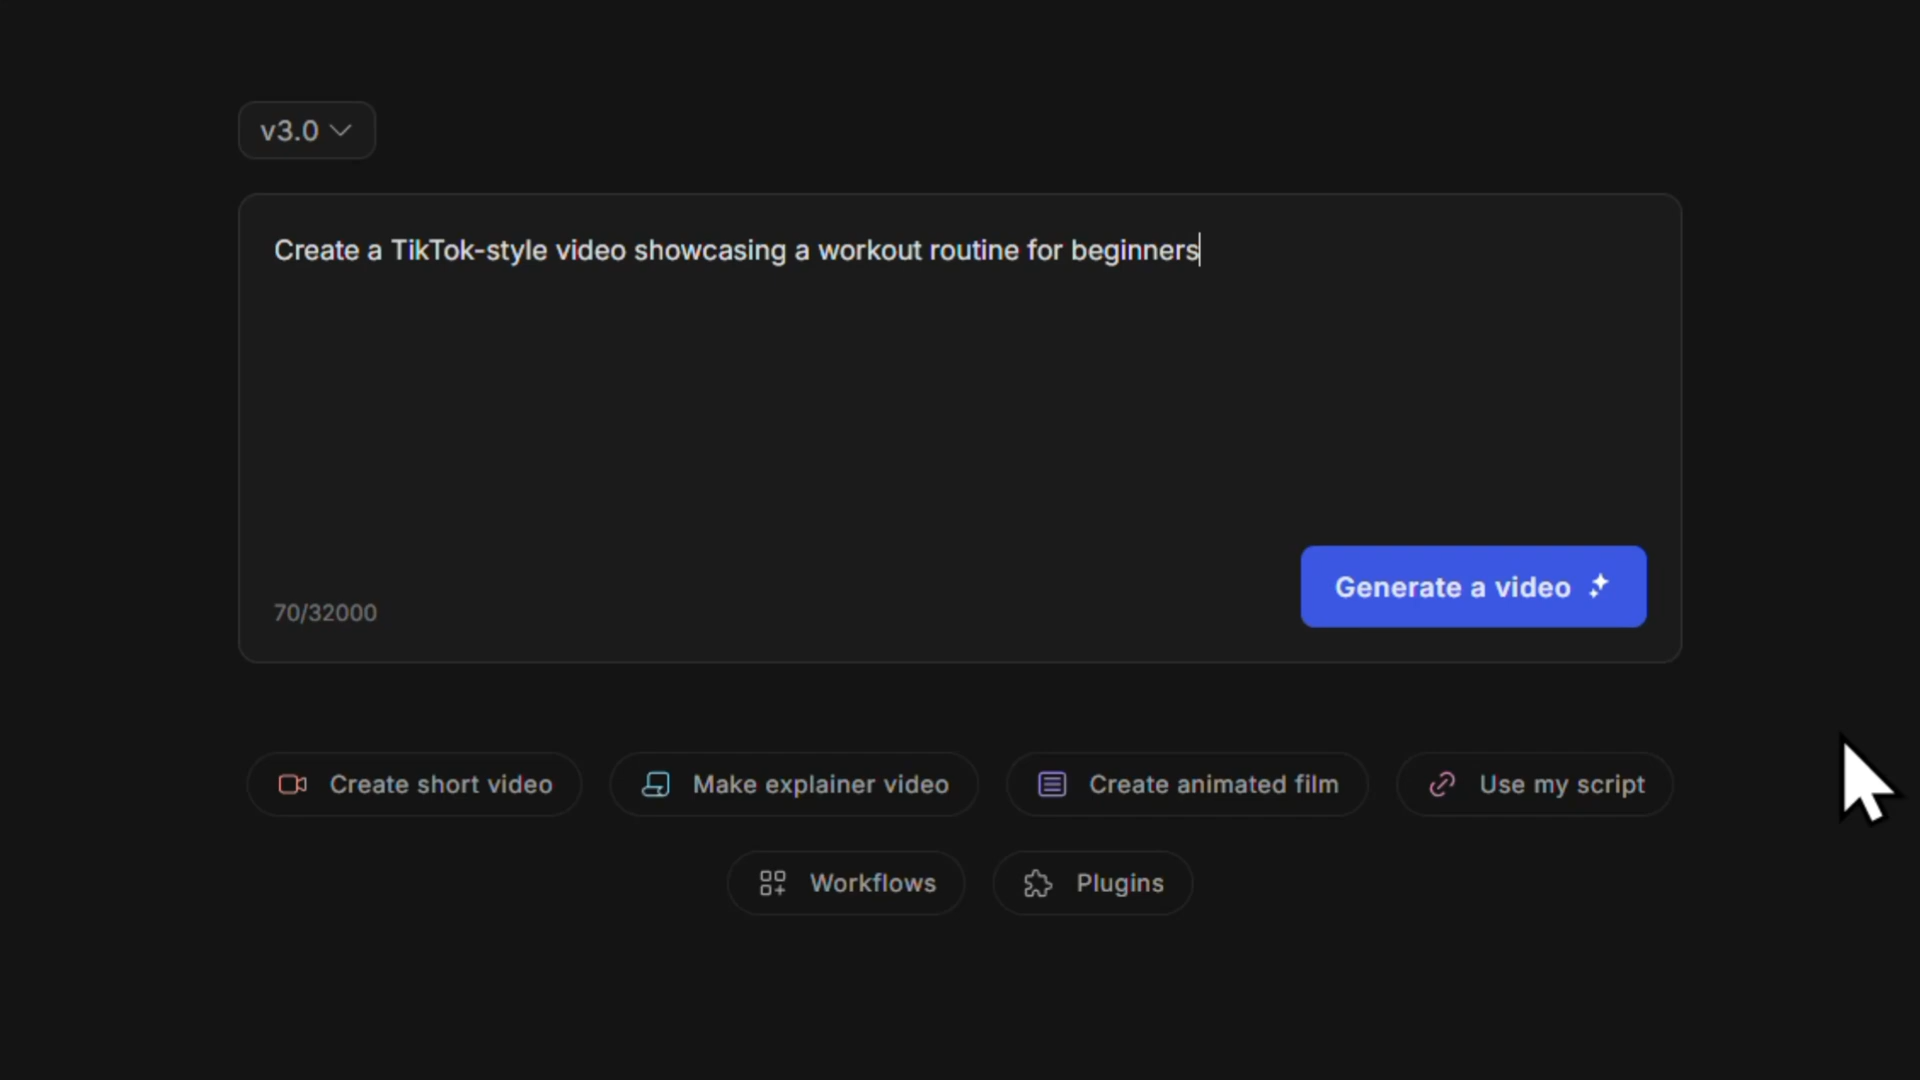 v3.0
Create a TikTok-style video showcasing a workout routine for beginners
Generate a video
70/32000
Create short video
Make explainer video
Create animated film
Use my script
Workflows
Plugins